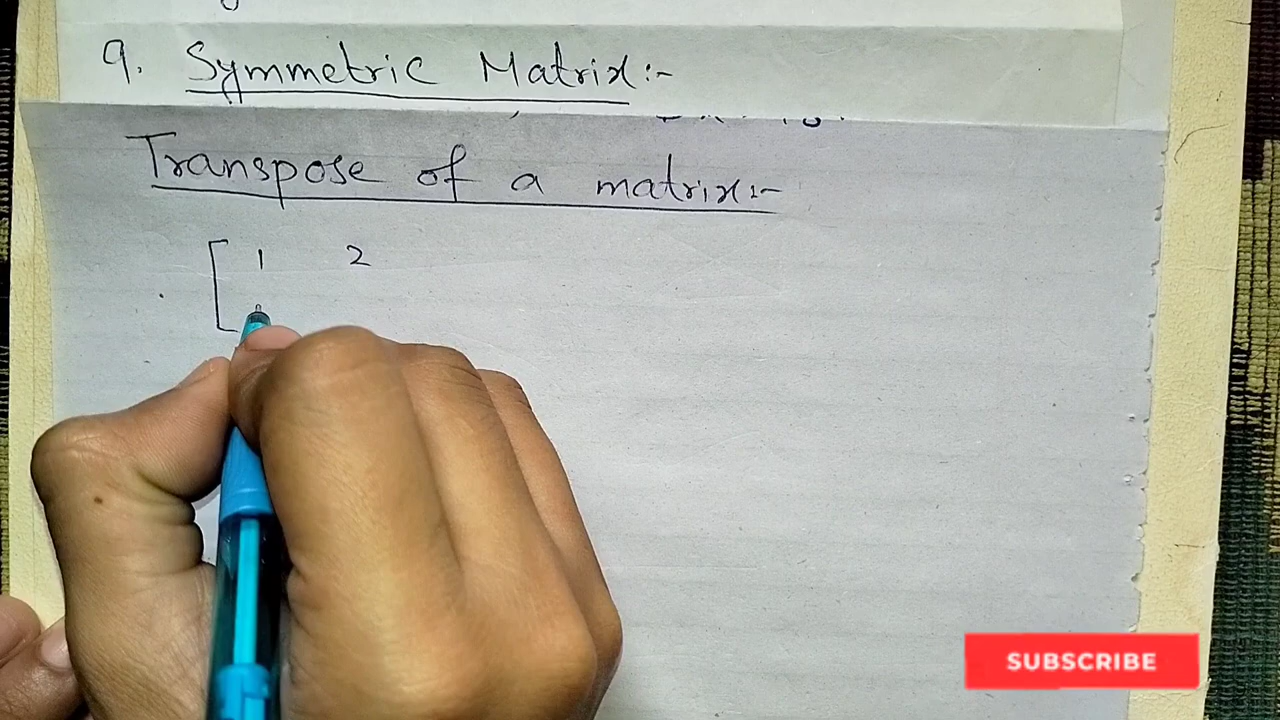 9. Symmetric Matrix:-
Transpose of a matrix:-
[ 1 2
SUBSCRIBE